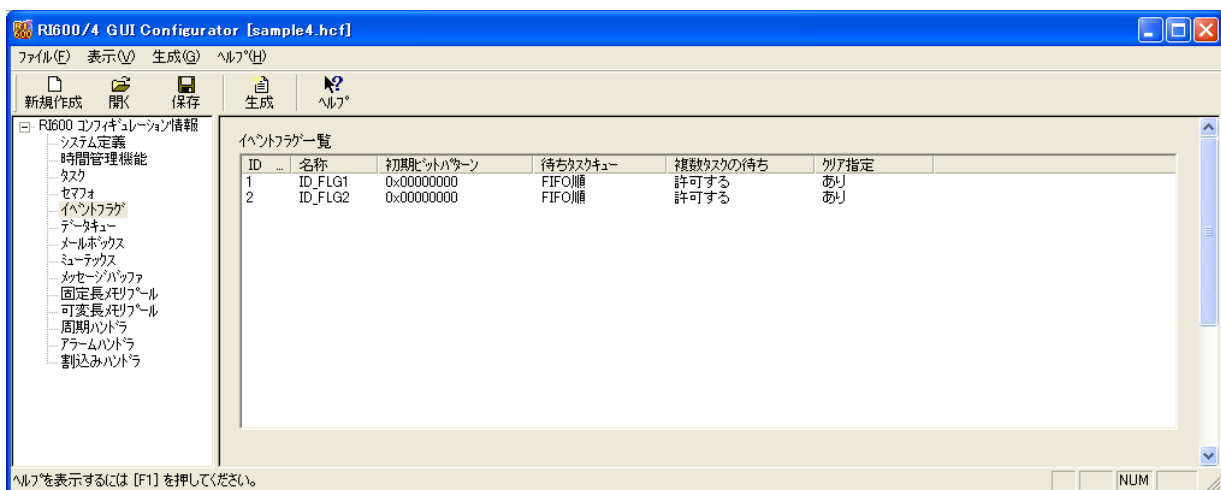 RI600/4 GUI Configurator [sample4.hcf]
ファイル(F) 表示(V) 生成(G) ヘルプ(H)
新規作成 開く 保存 生成 ヘルプ
RI600 コンフィギュレーション情報
システム定義
時間管理機能
タスク
セマフォ
イベントフラグ
データキュー
メールボックス
ミューテックス
メッセージバッファ
固定長メモリプール
可変長メモリプール
周期ハンドラ
アラームハンドラ
割込みハンドラ
イベントフラグ一覧
ID ... 名称 初期ビットパターン 待ちタスクキュー 複数タスクの待ち クリア指定
1 ID_FLG1 0x00000000 FIFO順 許可する あり
2 ID_FLG2 0x00000000 FIFO順 許可する あり
ヘルプを表示するには [F1] を押してください。 NUM